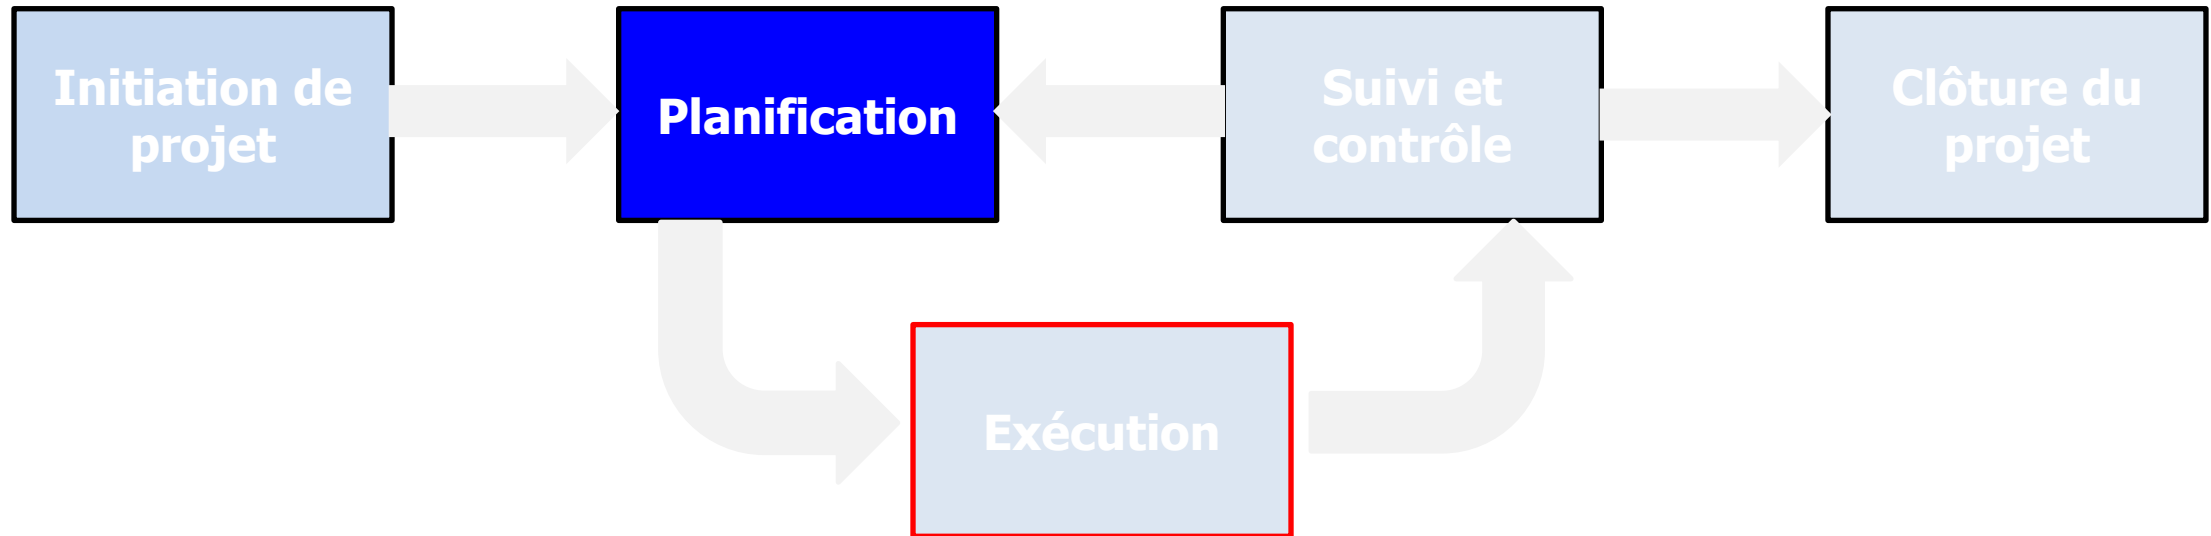 Initiation de
projet
Planification
Suivi et
contrôle
Clôture du
projet
Exécution